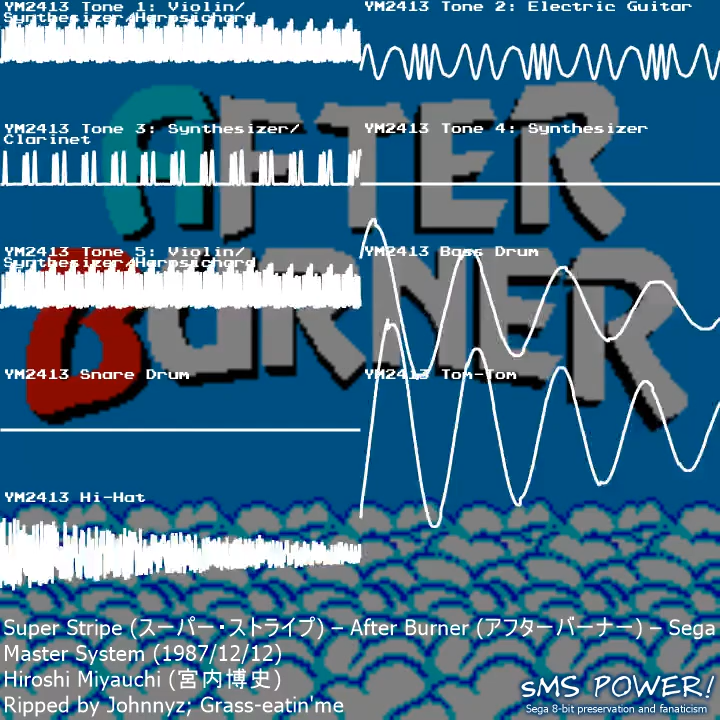 YM2413 Tone 1: Violin/
Synthesizer/Harpsichord
YM2413 Tone 2: Electric Guitar
YM2413 Tone 3: Synthesizer/
Clarinet
YM2413 Tone 4: Synthesizer
AFTER
BURNER
YM2413 Tone 5: Violin/
Synthesizer/Harpsichord
YM2413 Bass Drum
YM2413 Snare Drum
YM2413 Tom-Tom
YM2413 Hi-Hat
Super Stripe (スーパー・ストライプ) – After Burner (アフターバーナー) – Sega
Master System (1987/12/12)
Hiroshi Miyauchi (宮内博史)
Ripped by Johnnyz; Grass-eatin'me
SMS POWER!
Sega 8-bit preservation and fanaticism